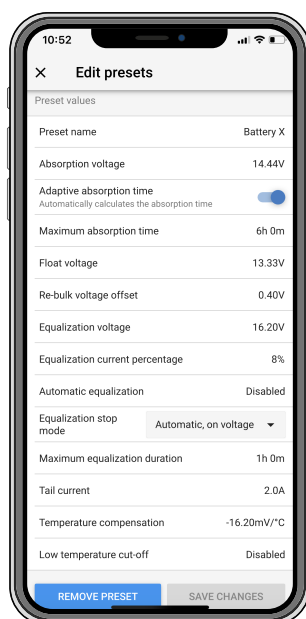 10:52
Edit presets
Preset values
Preset name Battery X
Absorption voltage 14.44V
Adaptive absorption time
Automatically calculates the absorption time
Maximum absorption time 6h 0m
Float voltage 13.33V
Re-bulk voltage offset 0.40V
Equalization voltage 16.20V
Equalization current percentage 8%
Automatic equalization Disabled
Equalization stop
mode Automatic, on voltage
Maximum equalization duration 1h 0m
Tail current 2.0A
Temperature compensation -16.20mV/°C
Low temperature cut-off Disabled
REMOVE PRESET SAVE CHANGES